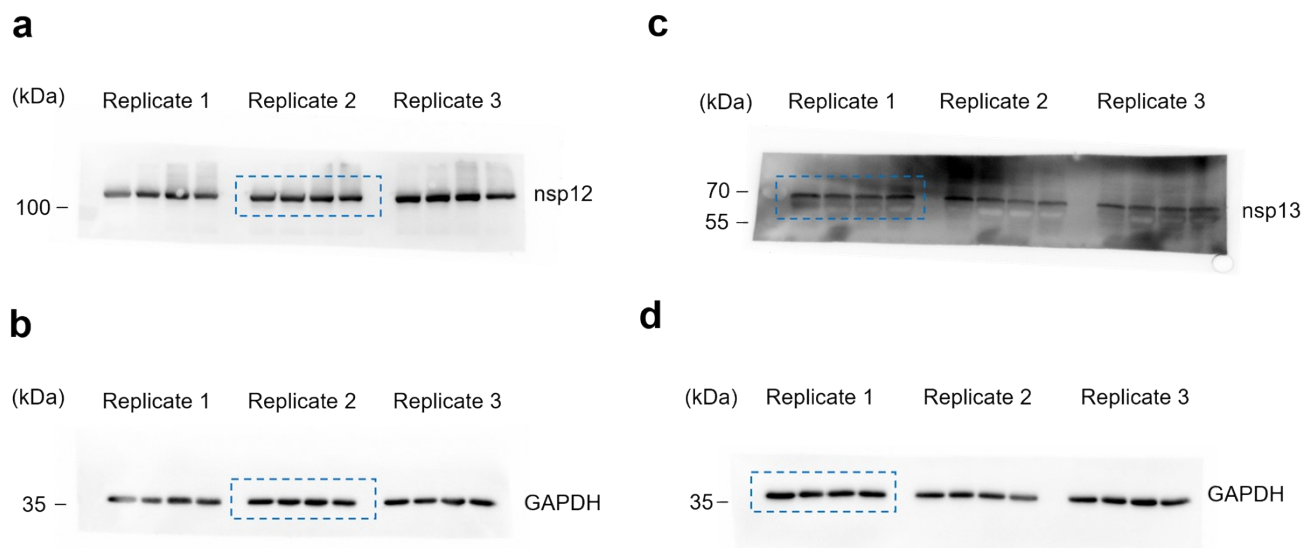 a
(kDa) Replicate 1 Replicate 2 Replicate 3
100 – nsp12
b
(kDa) Replicate 1 Replicate 2 Replicate 3
35 – GAPDH
c
(kDa) Replicate 1 Replicate 2 Replicate 3
70 –
55 –
nsp13
d
(kDa) Replicate 1 Replicate 2 Replicate 3
35 – GAPDH